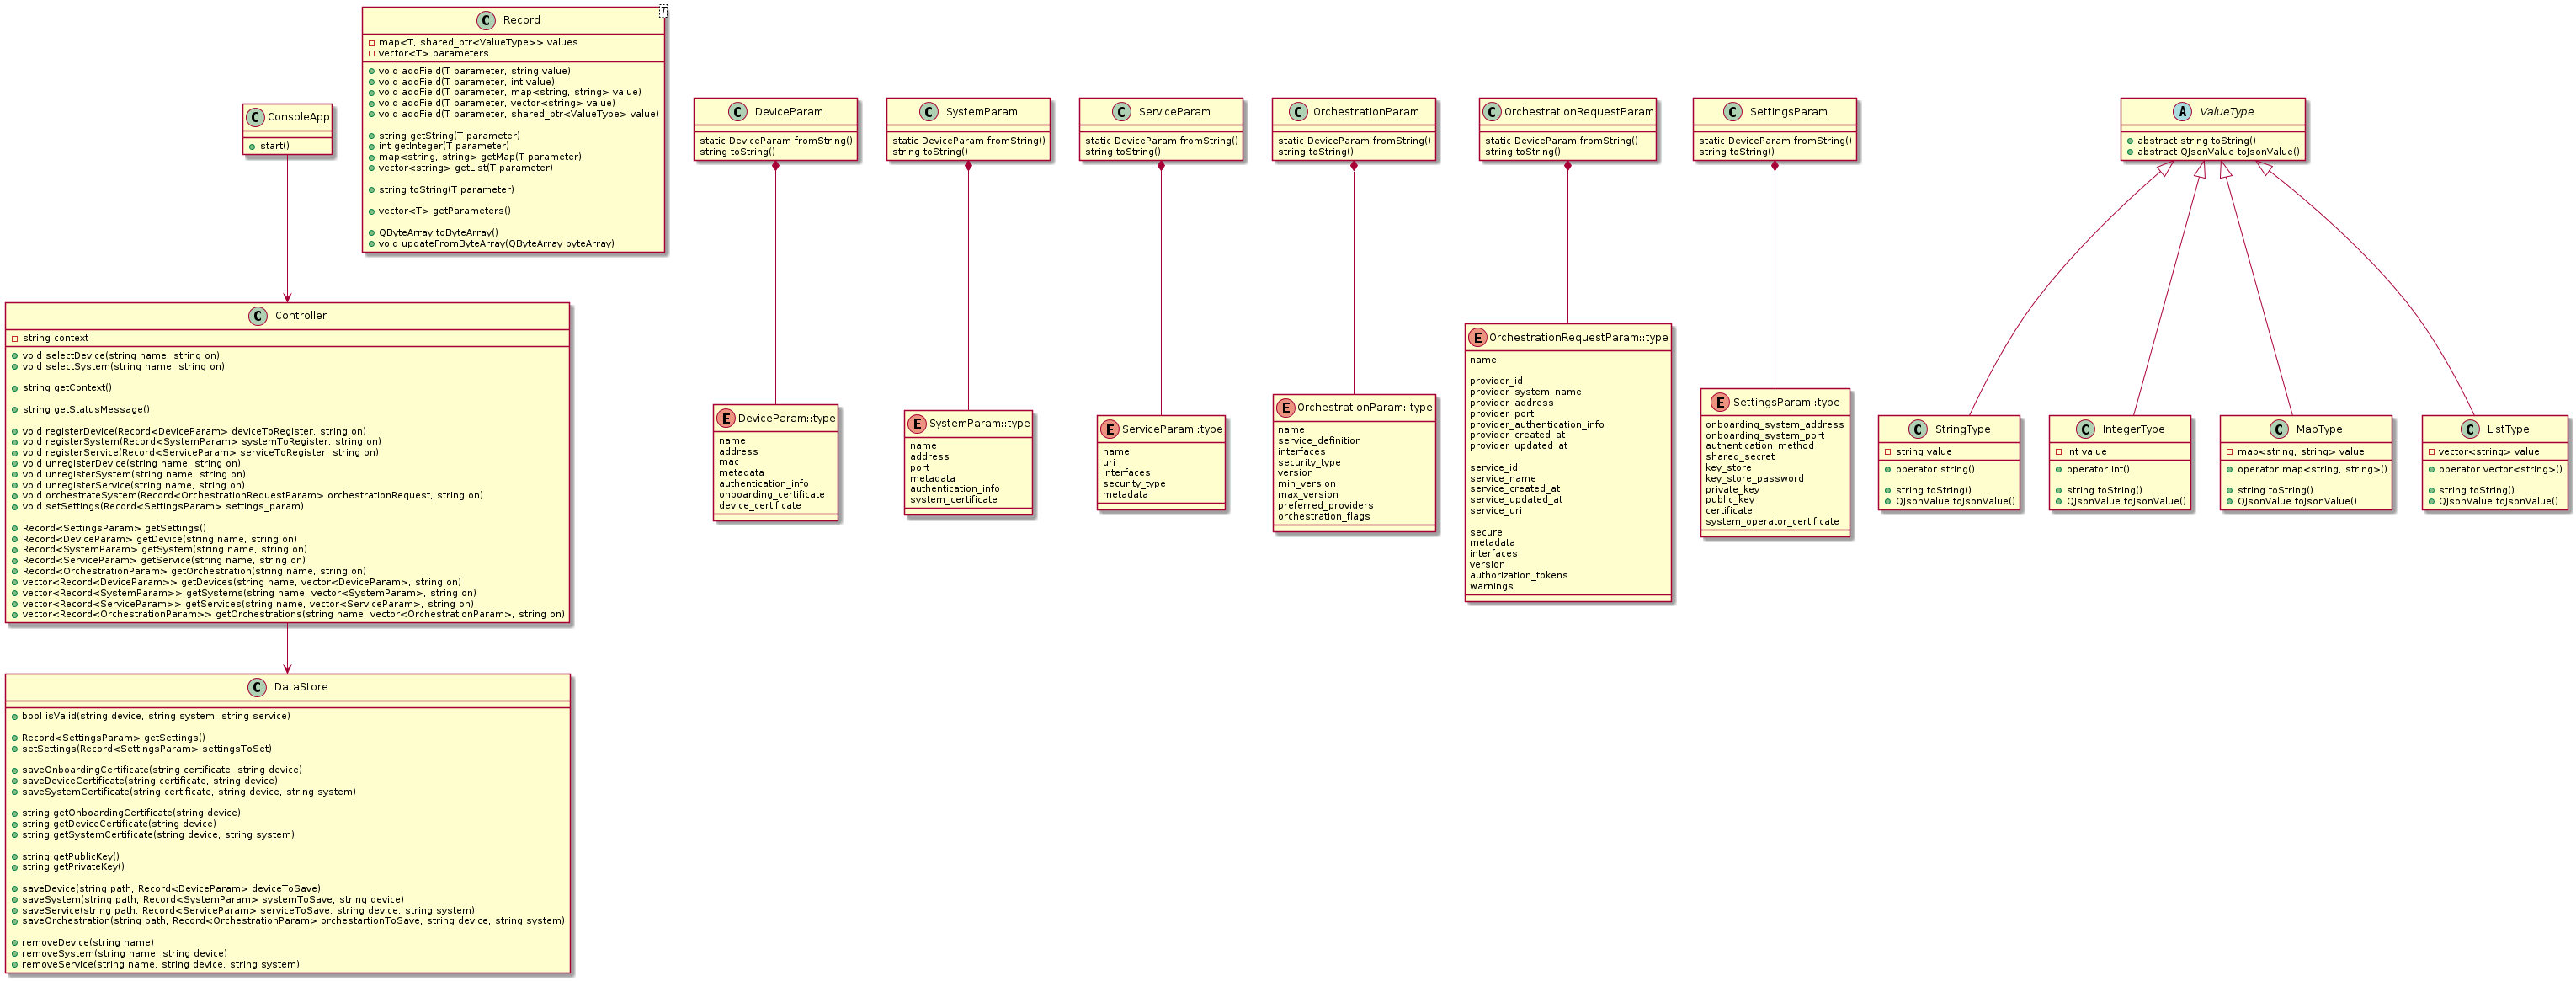 C ConsoleApp
start()
C Record
T
map<T, shared_ptr<ValueType>> values
vector<T> parameters
void addField(T parameter, string value)
void addField(T parameter, int value)
void addField(T parameter, map<string, string> value)
void addField(T parameter, vector<string> value)
void addField(T parameter, shared_ptr<ValueType> value)
string getString(T parameter)
int getInteger(T parameter)
map<string, string> getMap(T parameter)
vector<string> getList(T parameter)
string toString(T parameter)
vector<T> getParameters()
QByteArray toByteArray()
void updateFromByteArray(QByteArray byteArray)
C DeviceParam
static DeviceParam fromString()
string toString()
C SystemParam
static DeviceParam fromString()
string toString()
C ServiceParam
static DeviceParam fromString()
string toString()
C OrchestrationParam
static DeviceParam fromString()
string toString()
C OrchestrationRequestParam
static DeviceParam fromString()
string toString()
C SettingsParam
static DeviceParam fromString()
string toString()
A ValueType
abstract string toString()
abstract QJsonValue toJsonValue()
C Controller
string context
void selectDevice(string name, string on)
void selectSystem(string name, string on)
string getContext()
string getStatusMessage()
void registerDevice(Record<DeviceParam> deviceToRegister, string on)
void registerSystem(Record<SystemParam> systemToRegister, string on)
void registerService(Record<ServiceParam> serviceToRegister, string on)
void unregisterDevice(string name, string on)
void unregisterSystem(string name, string on)
void unregisterService(string name, string on)
void orchestrateSystem(Record<OrchestrationRequestParam> orchestrationRequest, string on)
void setSettings(Record<SettingsParam> settings_param)
Record<SettingsParam> getSettings()
Record<DeviceParam> getDevice(string name, string on)
Record<SystemParam> getSystem(string name, string on)
Record<ServiceParam> getService(string name, string on)
Record<OrchestrationParam> getOrchestration(string name, string on)
vector<Record<DeviceParam>> getDevices(string name, vector<DeviceParam>, string on)
vector<Record<SystemParam>> getSystems(string name, vector<SystemParam>, string on)
vector<Record<ServiceParam>> getServices(string name, vector<ServiceParam>, string on)
vector<Record<OrchestrationParam>> getOrchestrations(string name, vector<OrchestrationParam>, string on)
E DeviceParam::type
name
address
mac
metadata
authentication_info
onboarding_certificate
device_certificate
E SystemParam::type
name
address
port
metadata
authentication_info
system_certificate
E ServiceParam::type
name
uri
interfaces
security_type
metadata
E OrchestrationParam::type
name
service_definition
interfaces
security_type
version
min_version
max_version
preferred_providers
orchestration_flags
E OrchestrationRequestParam::type
name
provider_id
provider_system_name
provider_address
provider_port
provider_authentication_info
provider_created_at
provider_updated_at
service_id
service_name
service_created_at
service_updated_at
service_uri
secure
metadata
interfaces
version
authorization_tokens
warnings
E SettingsParam::type
onboarding_system_address
onboarding_system_port
authentication_method
shared_secret
key_store
key_store_password
private_key
public_key
certificate
system_operator_certificate
C StringType
string value
operator string()
string toString()
QJsonValue toJsonValue()
C IntegerType
int value
operator int()
string toString()
QJsonValue toJsonValue()
C MapType
map<string, string> value
operator map<string, string>()
string toString()
QJsonValue toJsonValue()
C ListType
vector<string> value
operator vector<string>()
string toString()
QJsonValue toJsonValue()
C DataStore
bool isValid(string device, string system, string service)
Record<SettingsParam> getSettings()
setSettings(Record<SettingsParam> settingsToSet)
saveOnboardingCertificate(string certificate, string device)
saveDeviceCertificate(string certificate, string device)
saveSystemCertificate(string certificate, string device, string system)
string getOnboardingCertificate(string device)
string getDeviceCertificate(string device)
string getSystemCertificate(string device, string system)
string getPublicKey()
string getPrivateKey()
saveDevice(string path, Record<DeviceParam> deviceToSave)
saveSystem(string path, Record<SystemParam> systemToSave, string device)
saveService(string path, Record<ServiceParam> serviceToSave, string device, string system)
saveOrchestration(string path, Record<OrchestrationParam> orchestartionToSave, string device, string system)
removeDevice(string name)
removeSystem(string name, string device)
removeService(string name, string device, string system)